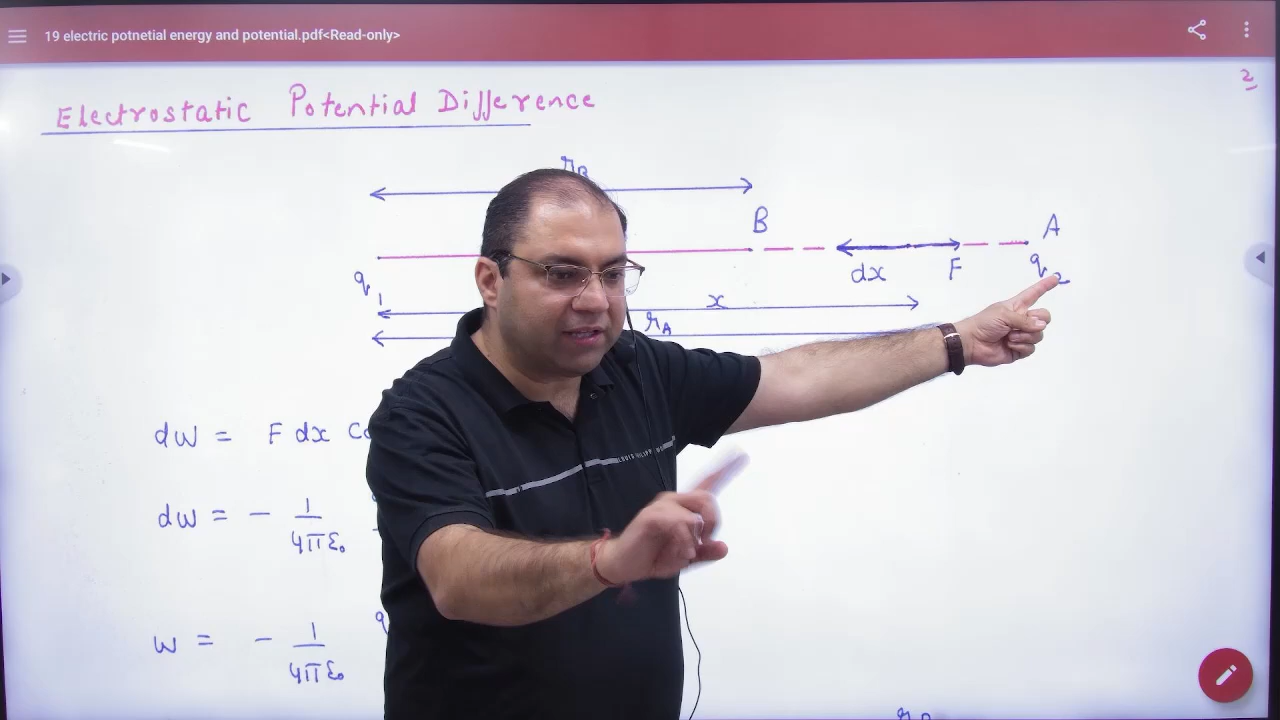 19 electric potnetial energy and potential.pdf<Read-only>
2
Electrostatic Potential Difference
r_B
B
A
q_1
dx
F
q_2
x
r_A
dw = F dx
dw = - 1/4πε₀
w = - 1/4πε₀ q